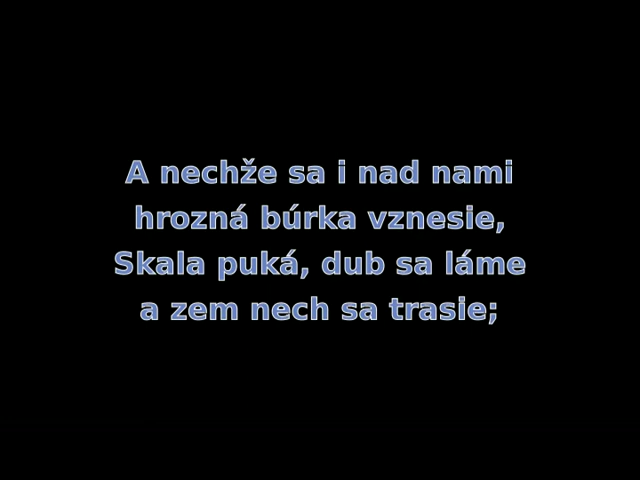 A nechže sa i nad nami
hrozná búrka vznesie,
Skala puká, dub sa láme
a zem nech sa trasie;